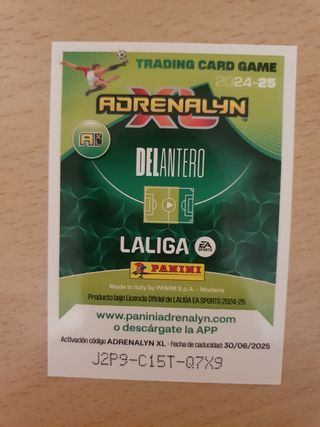 TRADING CARD GAME
2024-25
ADRENALYN
XL
A XL
DELANTERO
LALIGA EA SPORTS
PANINI
Made in Italy by PANINI S.p.A. - Modena
Producto bajo Licencia Oficial de LALIGA EA SPORTS 2024-25
www.paniniadrenalyn.com
o descárgate la APP
Activación código ADRENALYN XL - Fecha de caducidad: 30/06/2025
J2P9-C15T-Q7X9